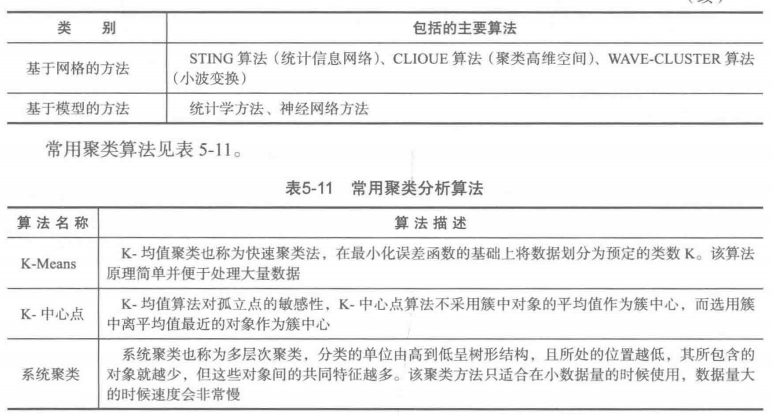 （续）
类 别 包括的主要算法
基于网格的方法 STING 算法（统计信息网络）、CLIOUE 算法（聚类高维空间）、WAVE-CLUSTER 算法
（小波变换）
基于模型的方法 统计学方法、神经网络方法
常用聚类算法见表 5-11。
表5-11 常用聚类分析算法
算 法 名 称 算 法 描 述
K-Means K- 均值聚类也称为快速聚类法，在最小化误差函数的基础上将数据划分为预定的类数 K。该算法
原理简单并便于处理大量数据
K- 中心点 K- 均值算法对孤立点的敏感性，K- 中心点算法不采用簇中对象的平均值作为簇中心，而选用簇
中离平均值最近的对象作为簇中心
系统聚类 系统聚类也称为多层次聚类，分类的单位由高到低呈树形结构，且所处的位置越低，其所包含的
对象就越少，但这些对象间的共同特征越多。该聚类方法只适合在小数据量的时候使用，数据量大
的时候速度会非常慢